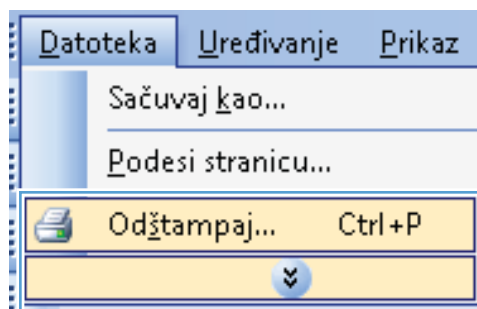 Datoteka Uređivanje Prikaz
Sačuvaj kao...
Podesi stranicu...
Odštampaj... Ctrl+P